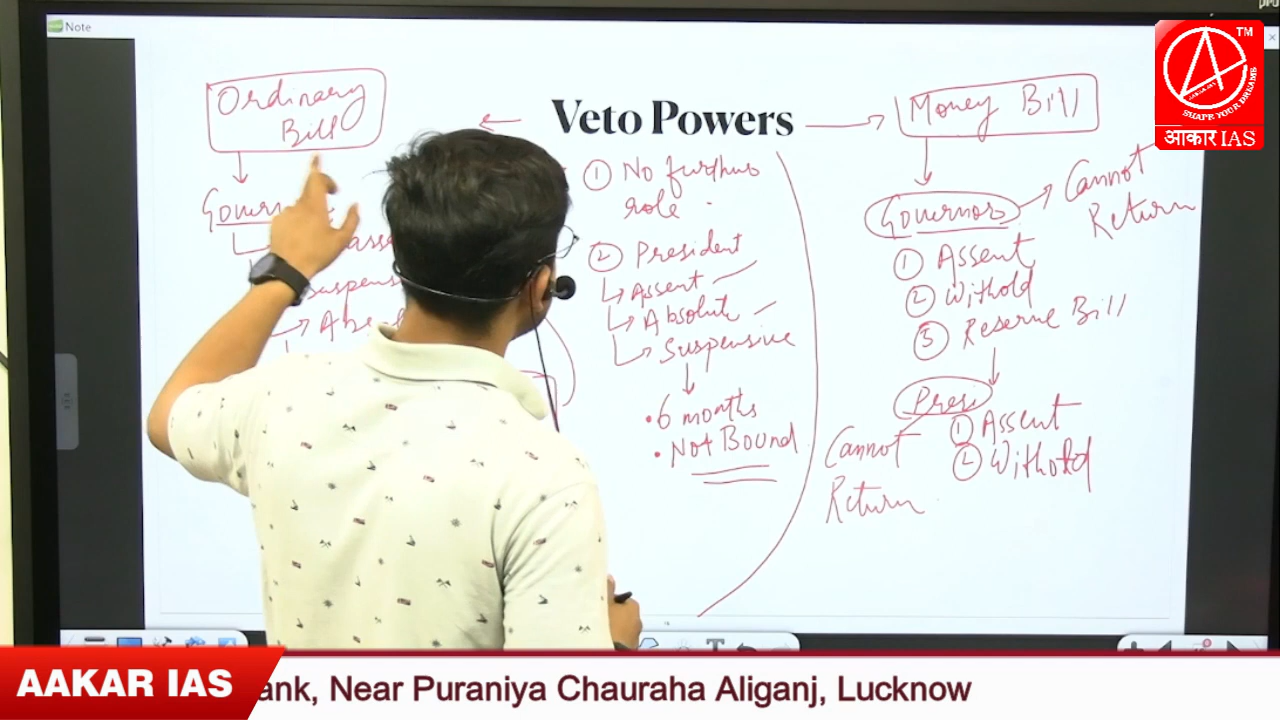 Note
Veto Powers
Ordinary
Bill
Suspens
① No further
role.
② President
Assent
Absolute
Suspensive
• 6 months
• Not Bound
Money Bill
Governor
Cannot
Return
① Assent
② Withold
③ Reserve Bill
Presi
① Assent
② Withold
Cannot
Return
TM
SHAPE YOUR DREAMS
आकार IAS
AAKAR IAS
ank, Near Puraniya Chauraha Aliganj, Lucknow